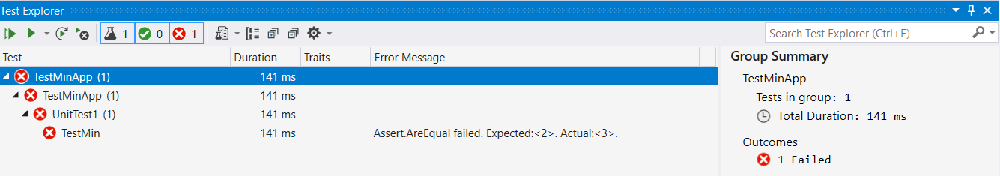 Test Explorer
1 0 1 Search Test Explorer (Ctrl+E)
Test Duration Traits Error Message
TestMinApp (1) 141 ms
TestMinApp (1) 141 ms
UnitTest1 (1) 141 ms
TestMin 141 ms Assert.AreEqual failed. Expected:<2>. Actual:<3>.
Group Summary
TestMinApp
Tests in group: 1
Total Duration: 141 ms
Outcomes
1 Failed